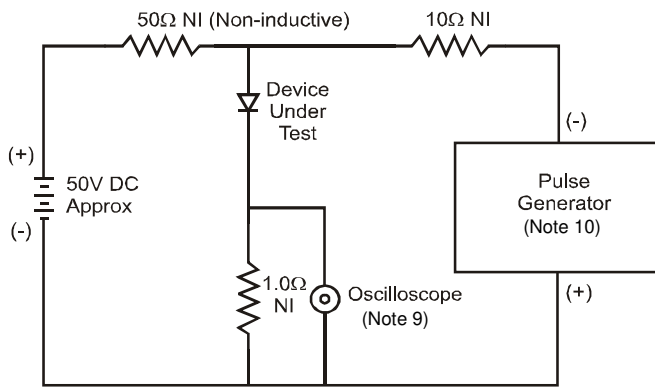 50Ω NI (Non-inductive)
10Ω NI
Device
Under
Test
(-)
(+)
50V DC
Approx
(-)
Pulse
Generator
(Note 10)
1.0Ω
NI
Oscilloscope
(Note 9)
(+)